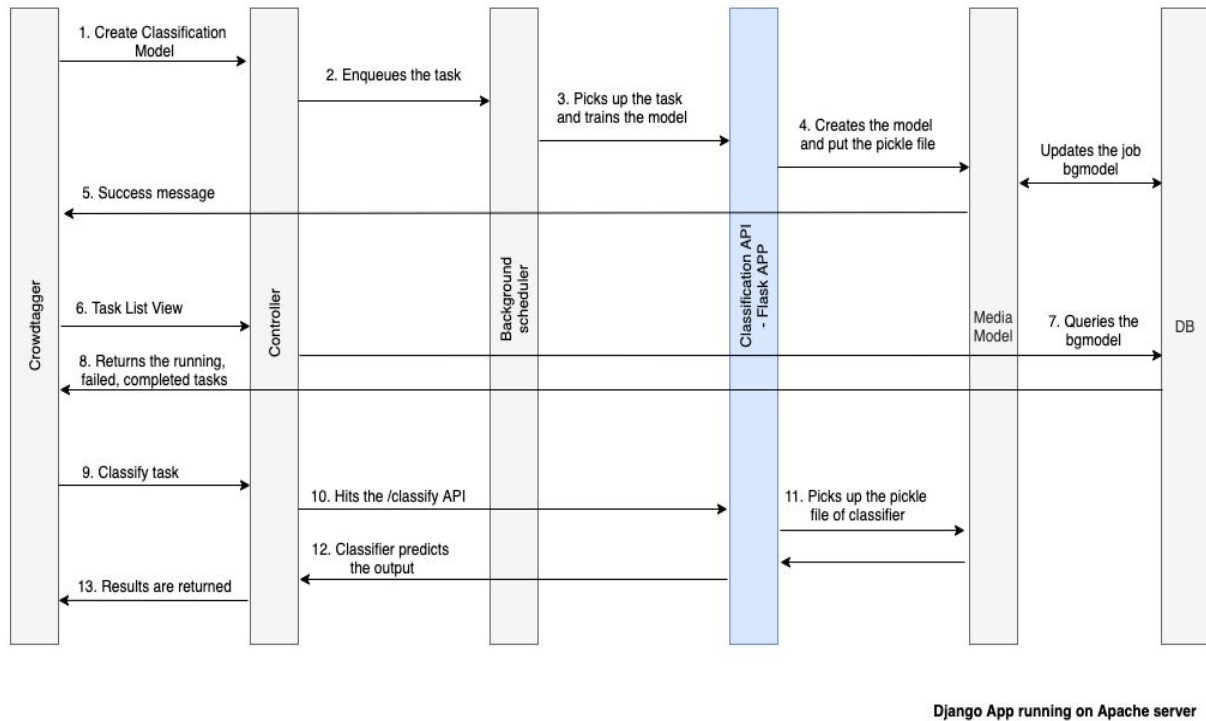 1. Create Classification
Model
2. Enqueues the task
3. Picks up the task
and trains the model
4. Creates the model
and put the pickle file
Updates the job
bgmodel
5. Success message
Crowdtagger
Controller
Background
scheduler
Classification API
- Flask APP
Media
Model
DB
6. Task List View
7. Queries the
bgmodel
8. Returns the running,
failed, completed tasks
9. Classify task
10. Hits the /classify API
11. Picks up the pickle
file of classifier
12. Classifier predicts
the output
13. Results are returned
Django App running on Apache server